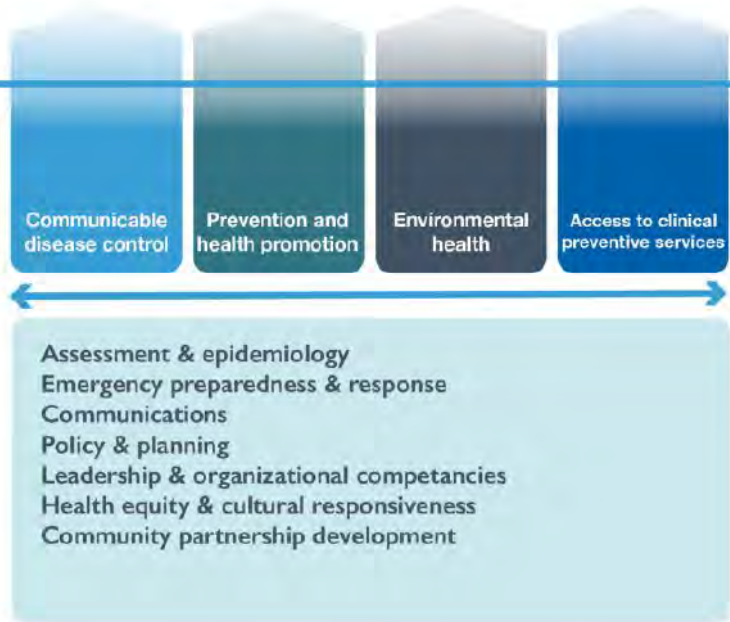 Communicable
disease control
Prevention and
health promotion
Environmental
health
Access to clinical
preventive services
Assessment & epidemiology
Emergency preparedness & response
Communications
Policy & planning
Leadership & organizational competancies
Health equity & cultural responsiveness
Community partnership development